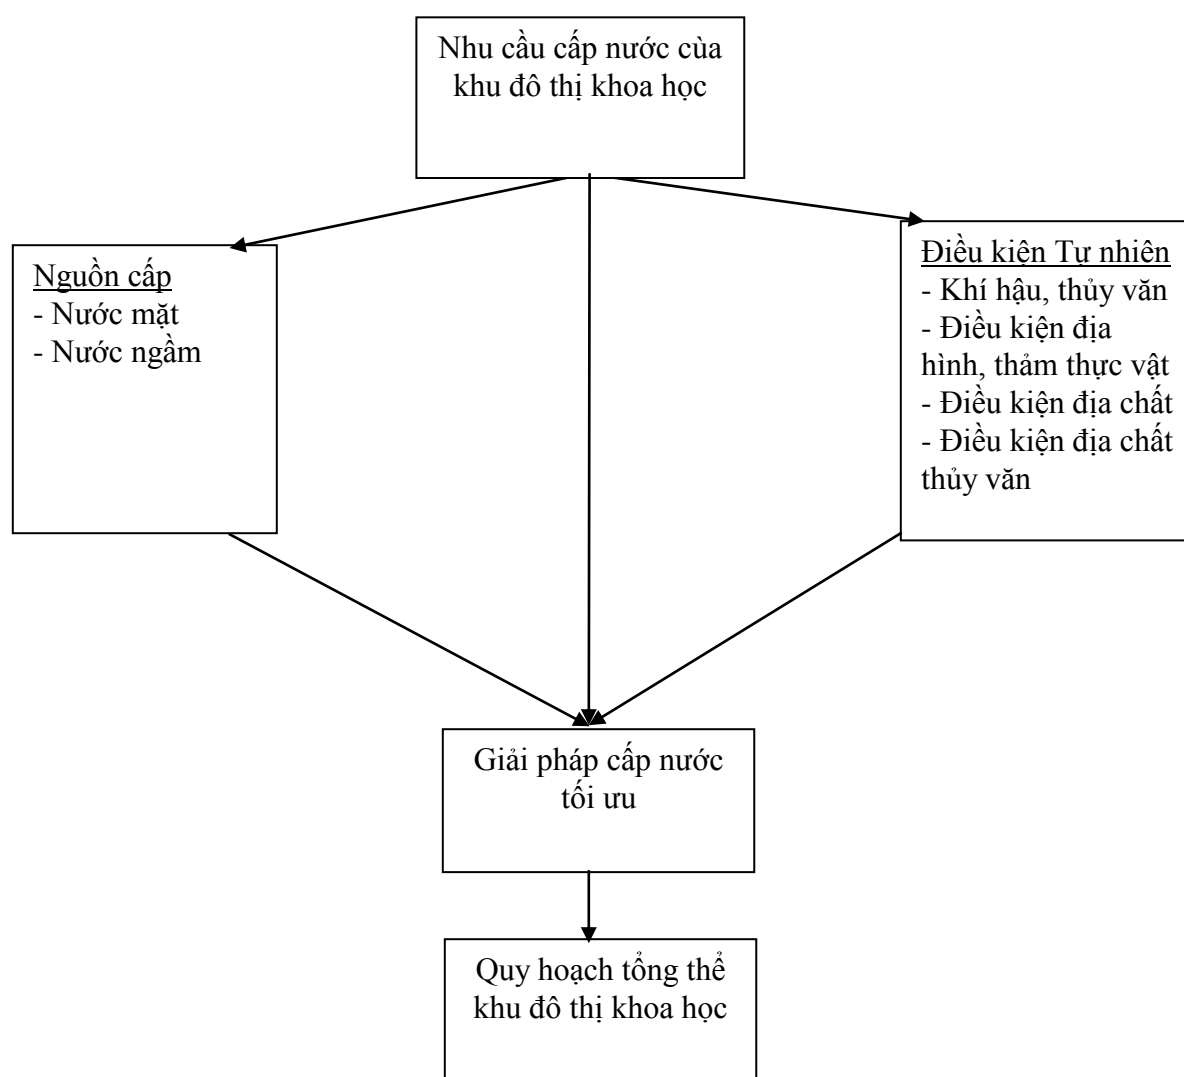 Nhu cầu cấp nước cùa
khu đô thị khoa học
Nguồn cấp
- Nước mặt
- Nước ngầm
Điều kiện Tự nhiên
- Khí hậu, thủy văn
- Điều kiện địa
hình, thảm thực vật
- Điều kiện địa chất
- Điều kiện địa chất
thủy văn
Giải pháp cấp nước
tối ưu
Quy hoạch tổng thể
khu đô thị khoa học